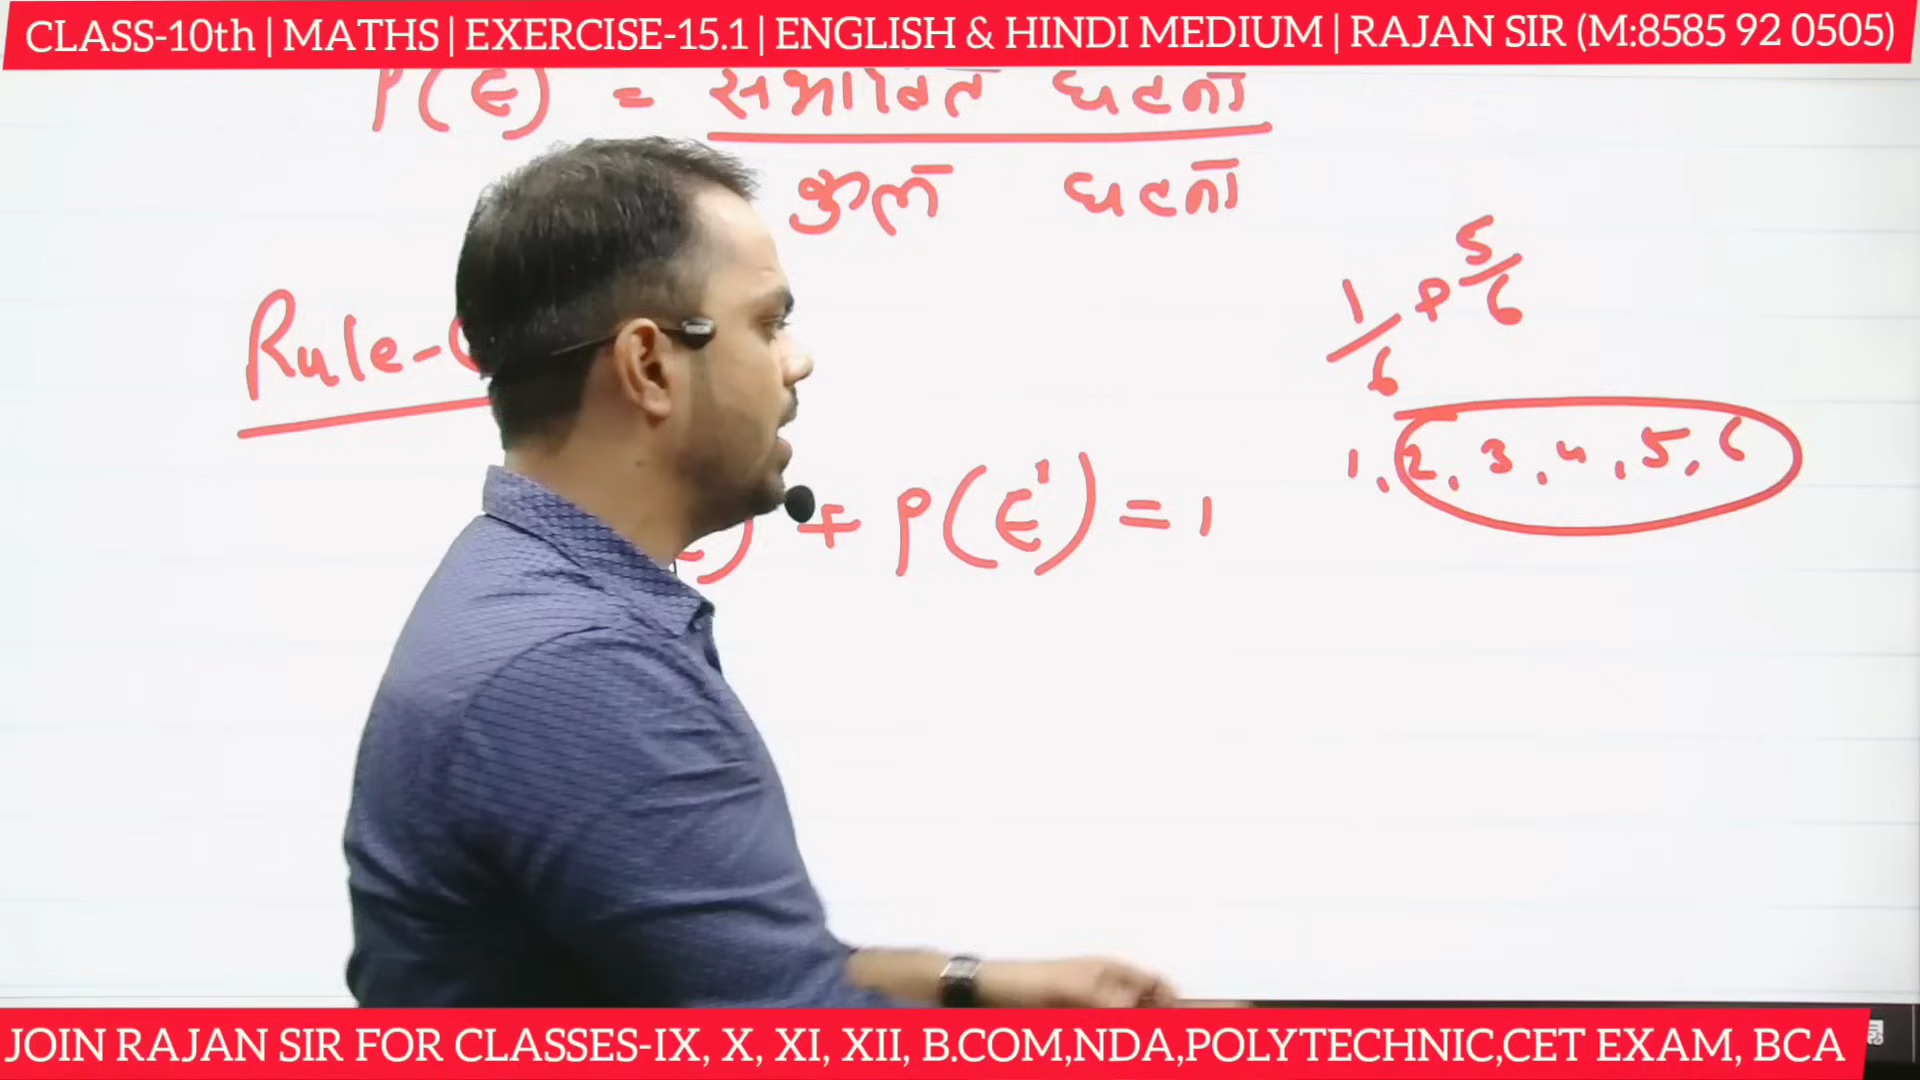 CLASS-10th | MATHS | EXERCISE-15.1 | ENGLISH & HINDI MEDIUM | RAJAN SIR (M:8585 92 0505)
P(E) = सभावित घटना
कुल घटना
1/6 + 5/6
Rule-
1, 2, 3, 4, 5, 6
) + P(E') = 1
JOIN RAJAN SIR FOR CLASSES-IX, X, XI, XII, B.COM,NDA,POLYTECHNIC,CET EXAM, BCA